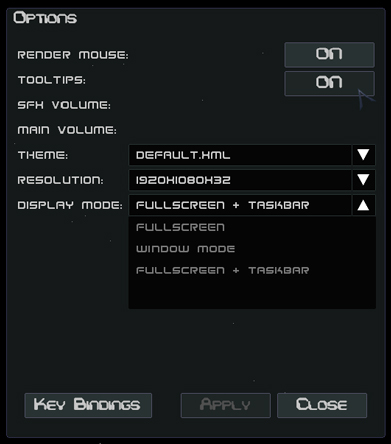 Options
RENDER MOUSE: ON
TOOLTIPS: ON
SFX VOLUME:
MAIN VOLUME:
THEME: DEFAULT.XML
RESOLUTION: 1920X1080X32
DISPLAY MODE: FULLSCREEN + TASKBAR
FULLSCREEN
WINDOW MODE
FULLSCREEN + TASKBAR
Key Bindings Apply Close